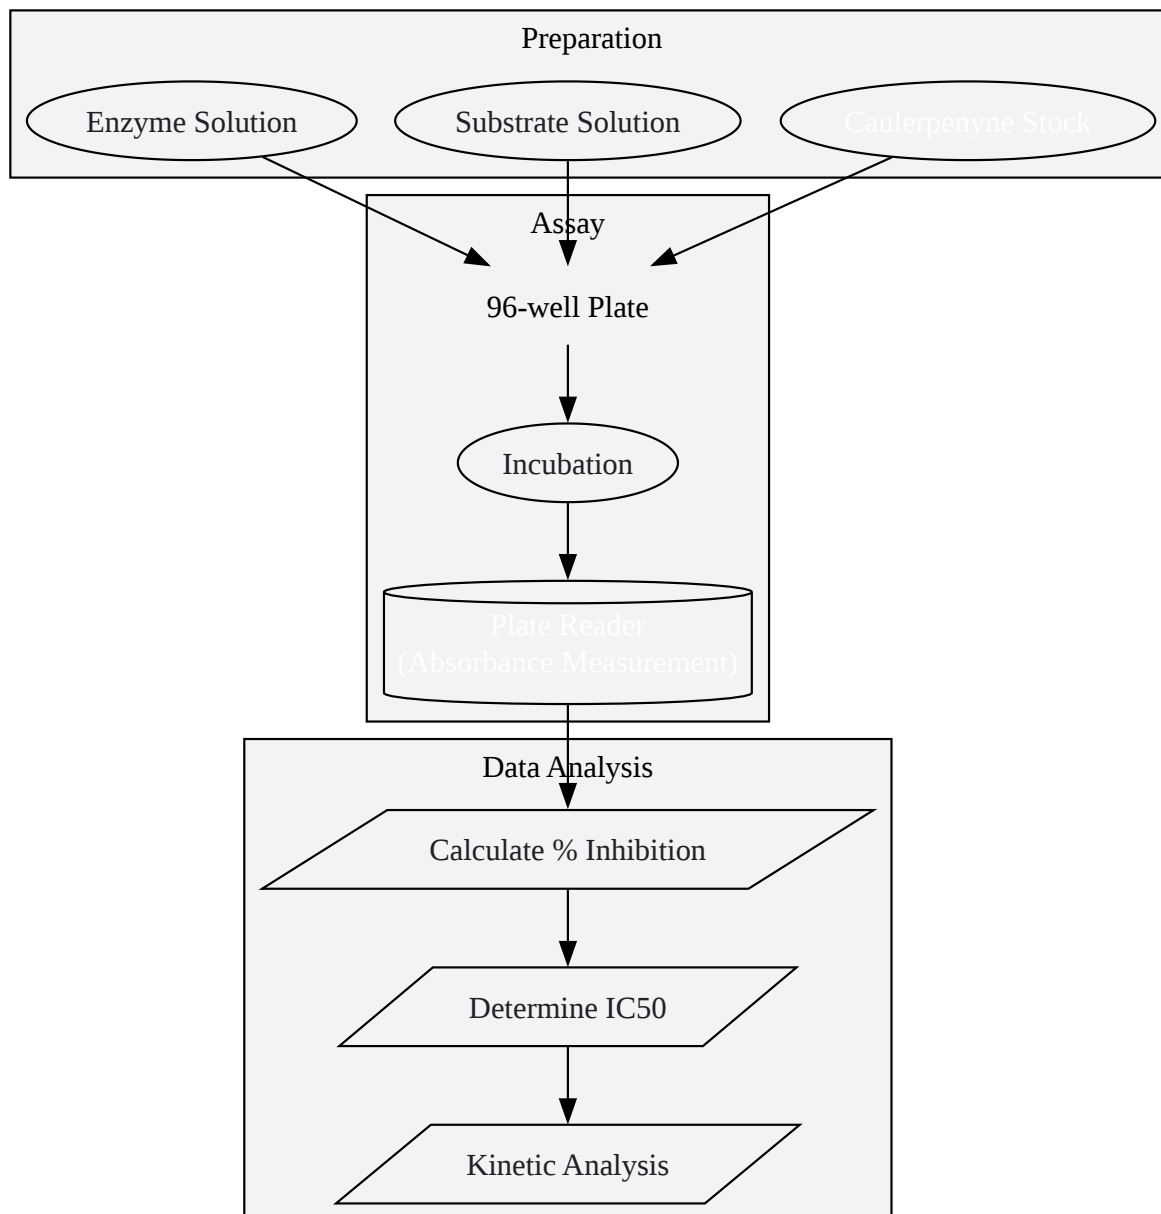 Preparation
Enzyme Solution
Substrate Solution
Caulerpenyne Stock
Assay
96-well Plate
Incubation
Plate Reader
(Absorbance Measurement)
Data Analysis
Calculate % Inhibition
Determine IC50
Kinetic Analysis